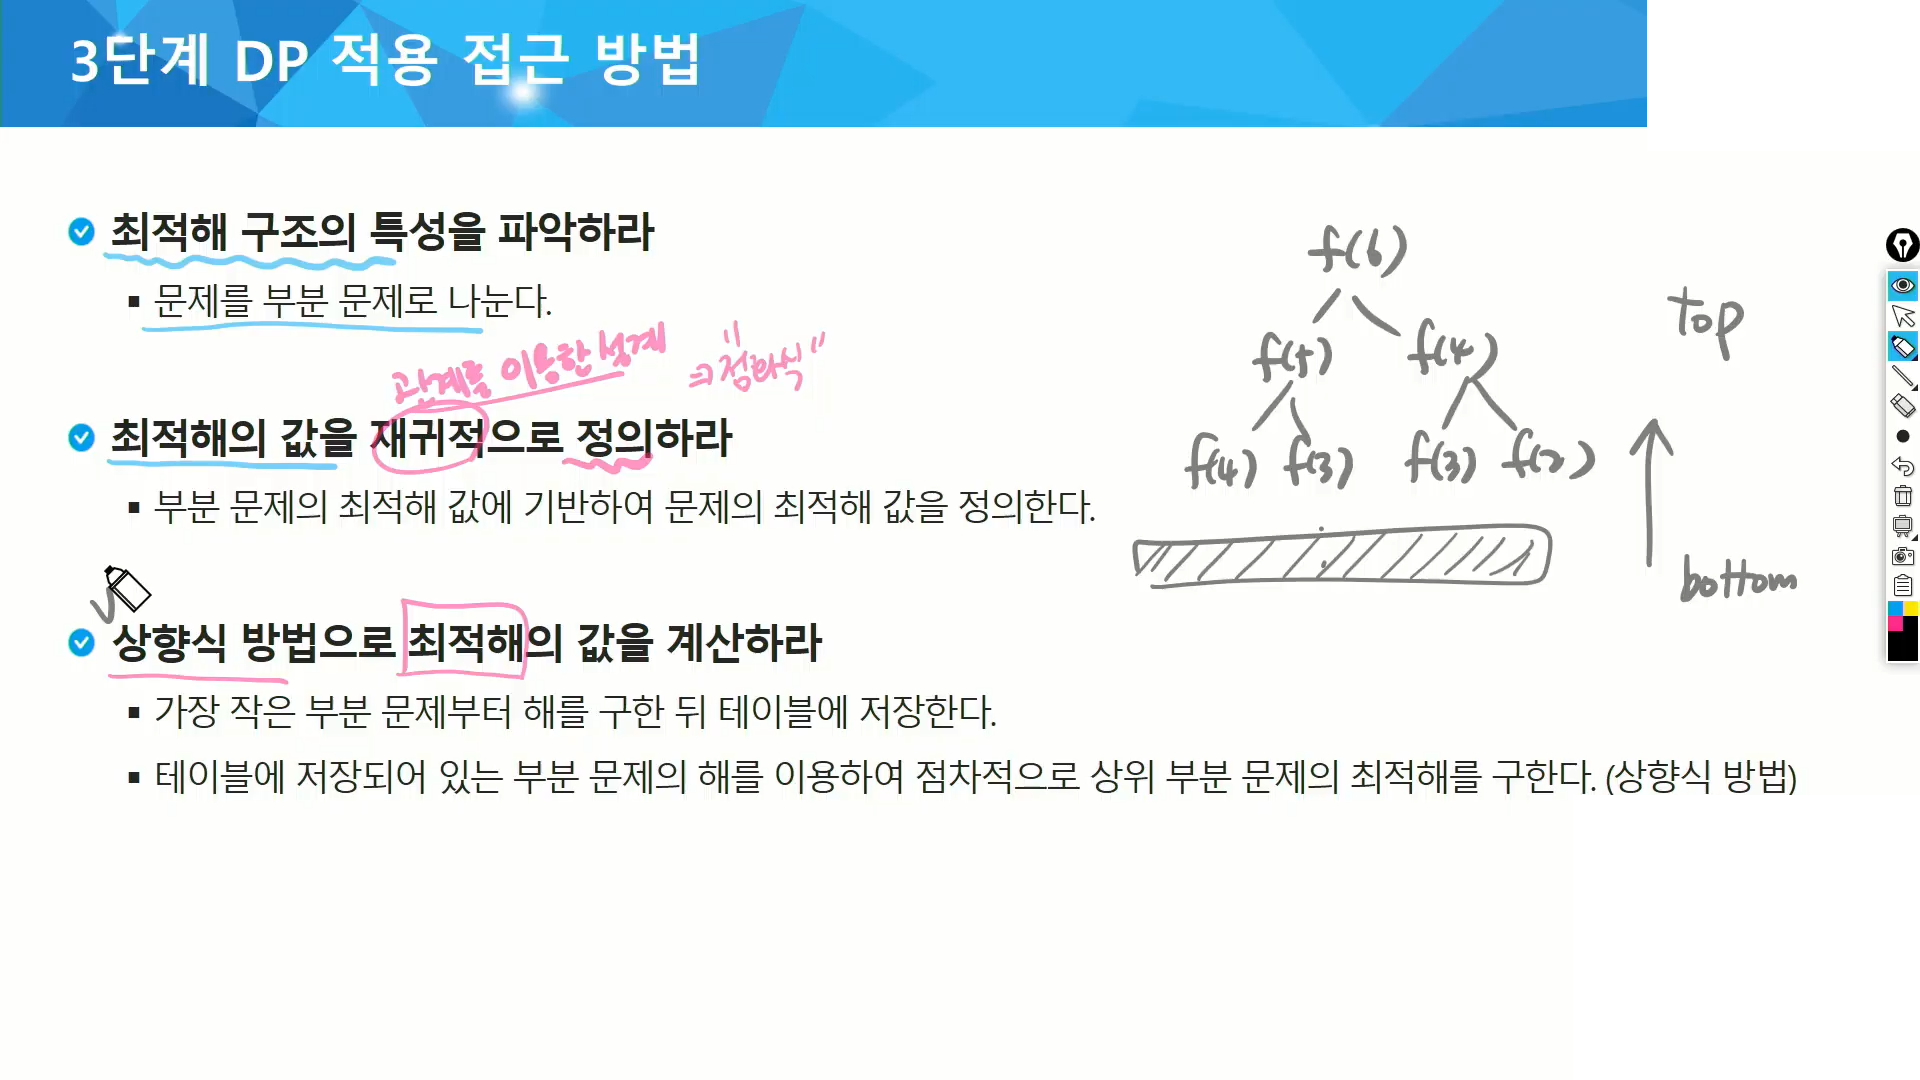 3단계 DP 적용 접근 방법
최적해 구조의 특성을 파악하라
▪ 문제를 부분 문제로 나눈다.
관계를 이용한 설계 ⇒ "점화식"
최적해의 값을 재귀적으로 정의하라
▪ 부분 문제의 최적해 값에 기반하여 문제의 최적해 값을 정의한다.
상향식 방법으로 최적해의 값을 계산하라
▪ 가장 작은 부분 문제부터 해를 구한 뒤 테이블에 저장한다.
▪ 테이블에 저장되어 있는 부분 문제의 해를 이용하여 점차적으로 상위 부분 문제의 최적해를 구한다. (상향식 방법)
f(6)
f(5) f(4)
f(4) f(3) f(3) f(2)
top
bottom